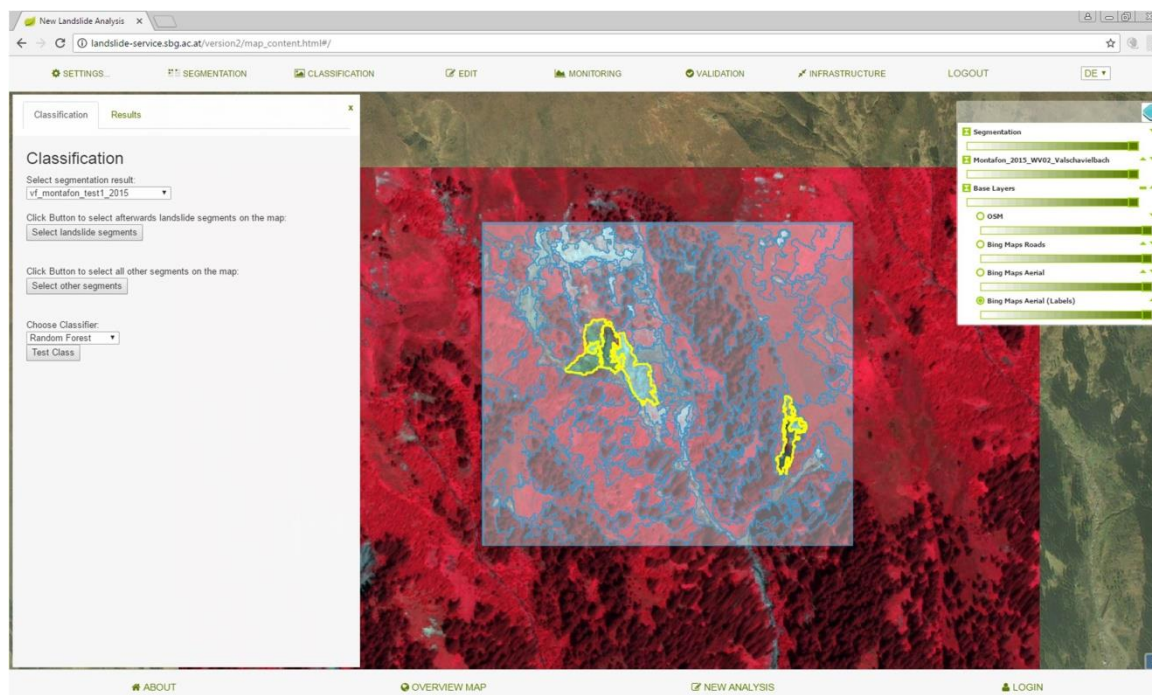 New Landslide Analysis
landslide-service.sbg.ac.at/version2/map_content.html#/
SETTINGS... SEGMENTATION CLASSIFICATION EDIT MONITORING VALIDATION INFRASTRUCTURE LOGOUT DE
Classification Results x
Classification
Select segmentation result:
vf_montafon_test1_2015
Click Button to select afterwards landslide segments on the map:
Select landslide segments
Click Button to select all other segments on the map:
Select other segments
Choose Classifier:
Random Forest
Test Class
Segmentation
Montafon_2015_WV02_Valschavielbach
Base Layers
OSM
Bing Maps Roads
Bing Maps Aerial
Bing Maps Aerial (Labels)
ABOUT OVERVIEW MAP NEW ANALYSIS LOGIN